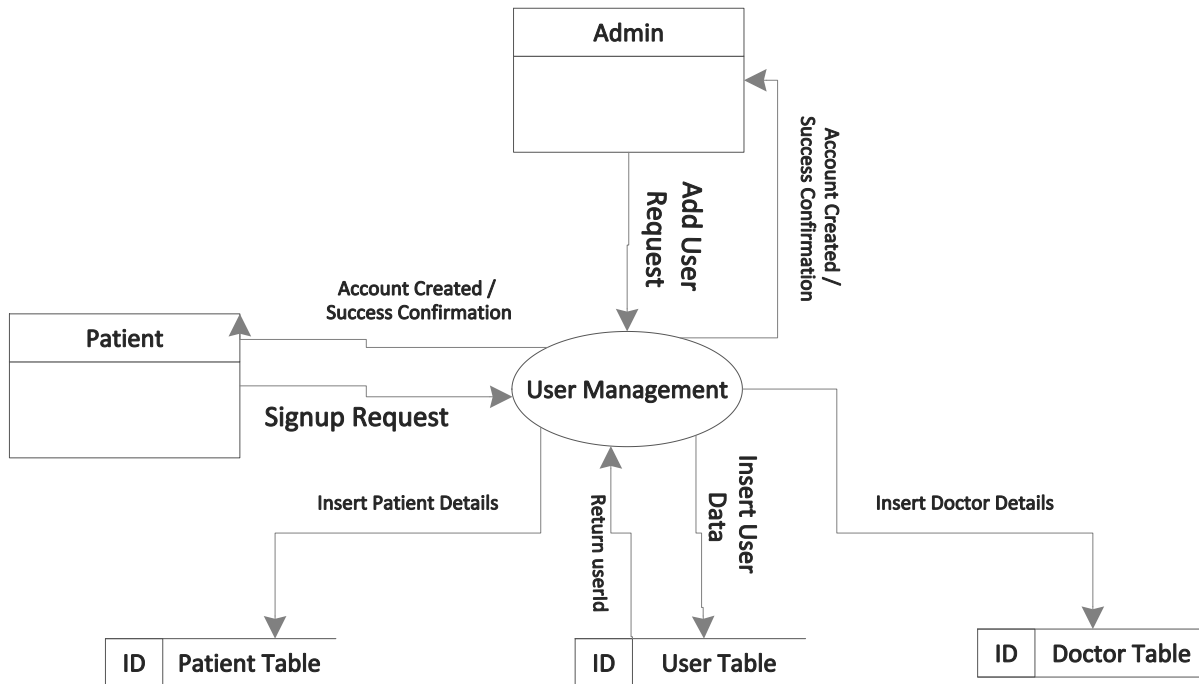 Admin
Account Created /
Success Confirmation
Add User
Request
Account Created /
Success Confirmation
Patient
User Management
Signup Request
Insert Patient Details
Return userId
Insert User
Data
Insert Doctor Details
ID Patient Table
ID User Table
ID Doctor Table